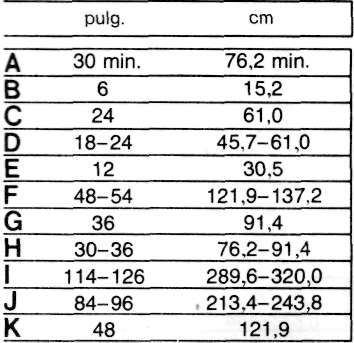 pulg. cm
A 30 min. 76,2 min.
B 6 15,2
C 24 61,0
D 18–24 45,7–61,0
E 12 30,5
F 48–54 121,9–137,2
G 36 91,4
H 30–36 76,2–91,4
I 114–126 289,6–320,0
J 84–96 213,4–243,8
K 48 121,9